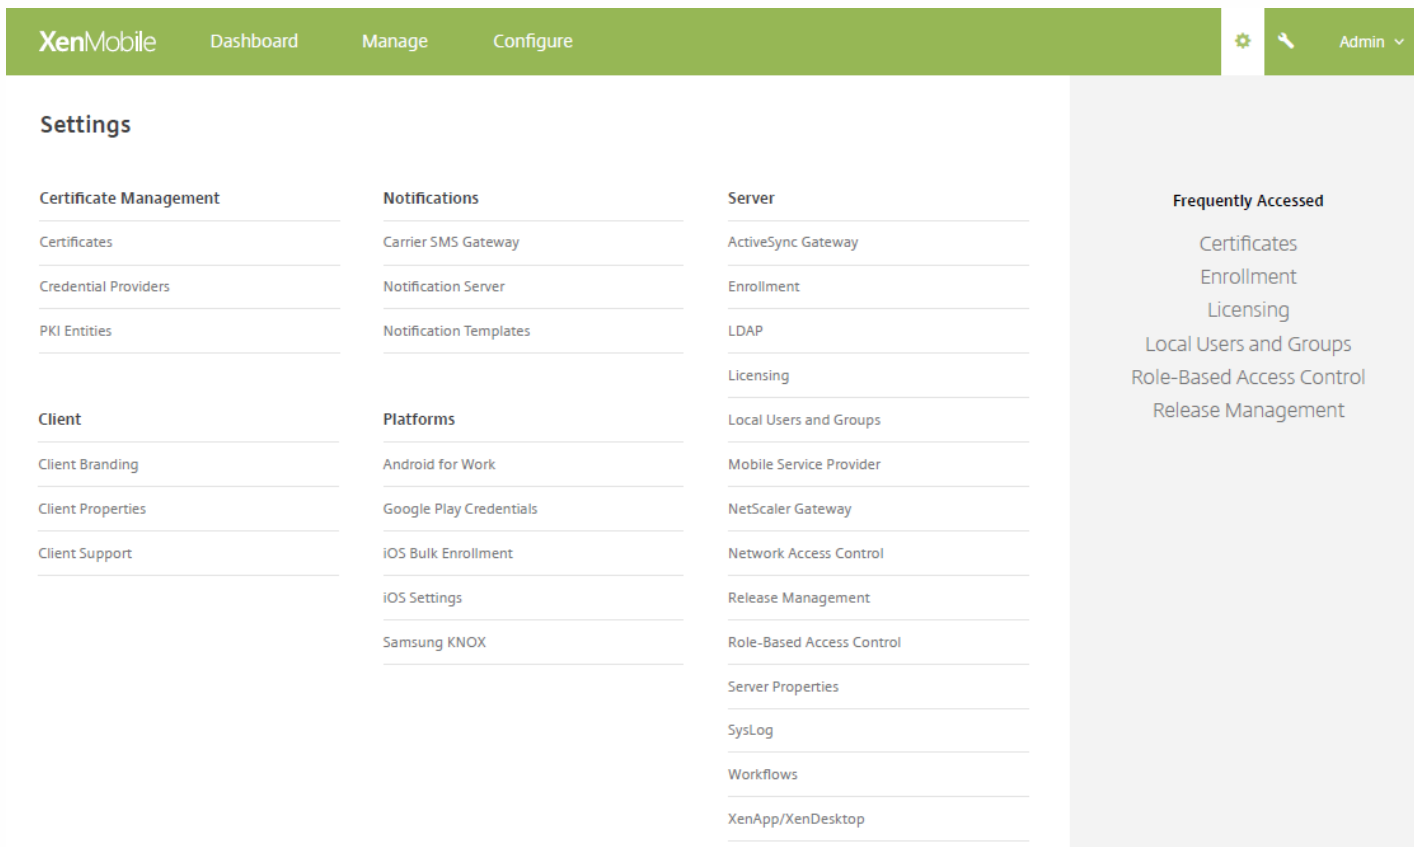 XenMobile Dashboard Manage Configure Admin
Settings
Certificate Management
Certificates
Credential Providers
PKI Entities
Client
Client Branding
Client Properties
Client Support
Notifications
Carrier SMS Gateway
Notification Server
Notification Templates
Platforms
Android for Work
Google Play Credentials
iOS Bulk Enrollment
iOS Settings
Samsung KNOX
Server
ActiveSync Gateway
Enrollment
LDAP
Licensing
Local Users and Groups
Mobile Service Provider
NetScaler Gateway
Network Access Control
Release Management
Role-Based Access Control
Server Properties
SysLog
Workflows
XenApp/XenDesktop
Frequently Accessed
Certificates
Enrollment
Licensing
Local Users and Groups
Role-Based Access Control
Release Management